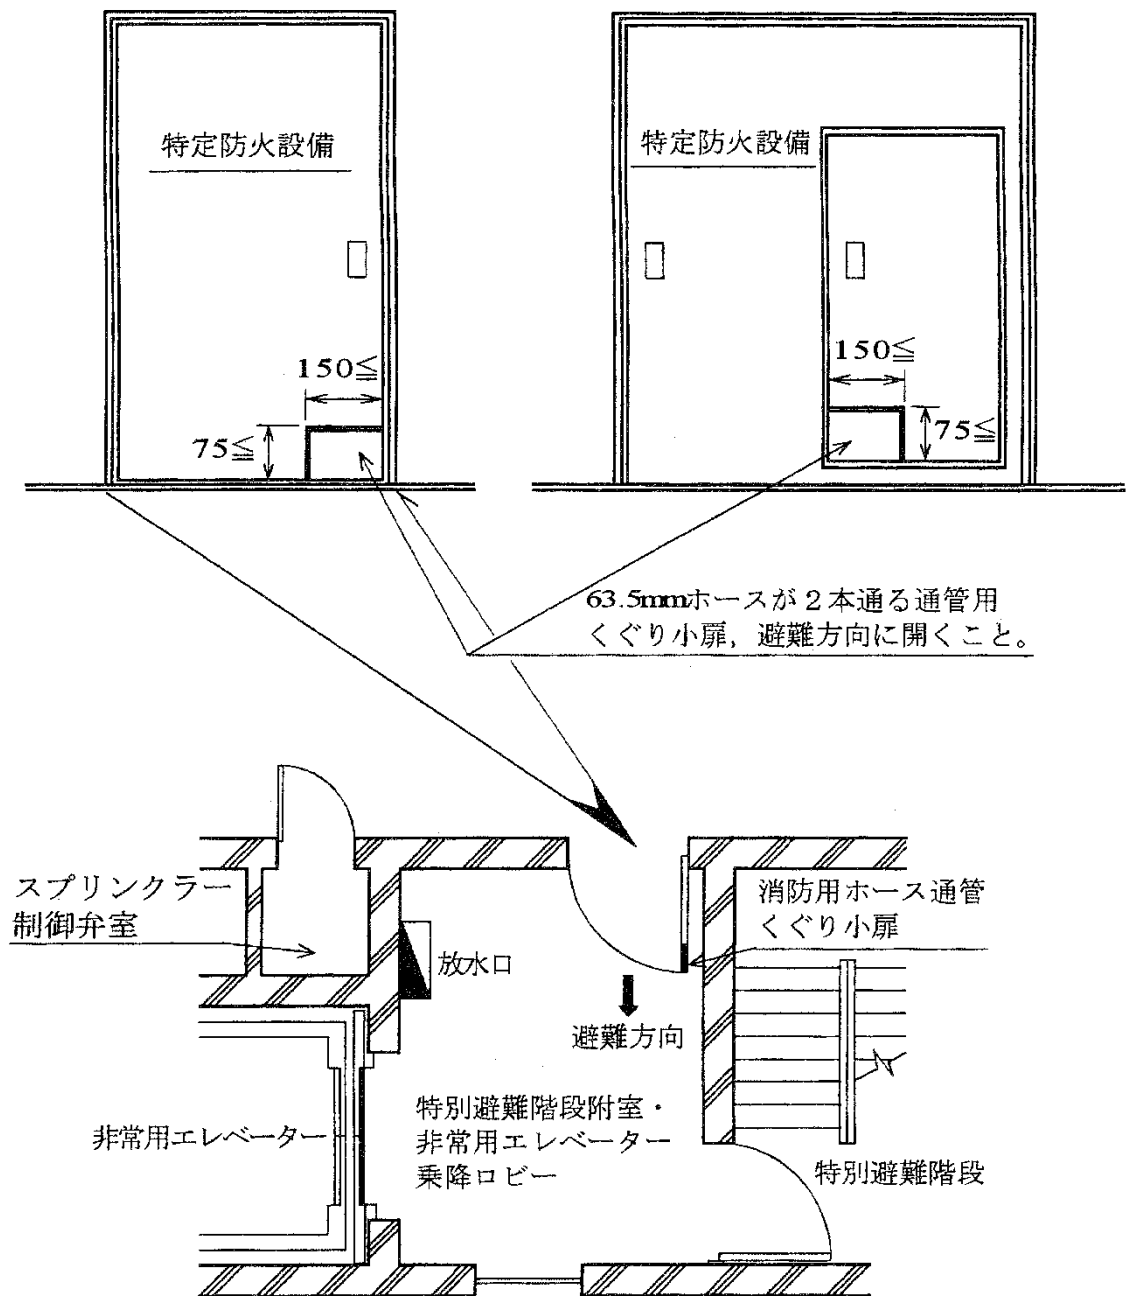 特定防火設備
150≦
75≦
特定防火設備
150≦
75≦
63.5mmホースが2本通る通管用
くぐり小扉，避難方向に開くこと。
スプリンクラー
制御弁室
放水口
消防用ホース通管
くぐり小扉
避難方向
非常用エレベーター
特別避難階段附室・
非常用エレベーター
乗降ロビー
特別避難階段